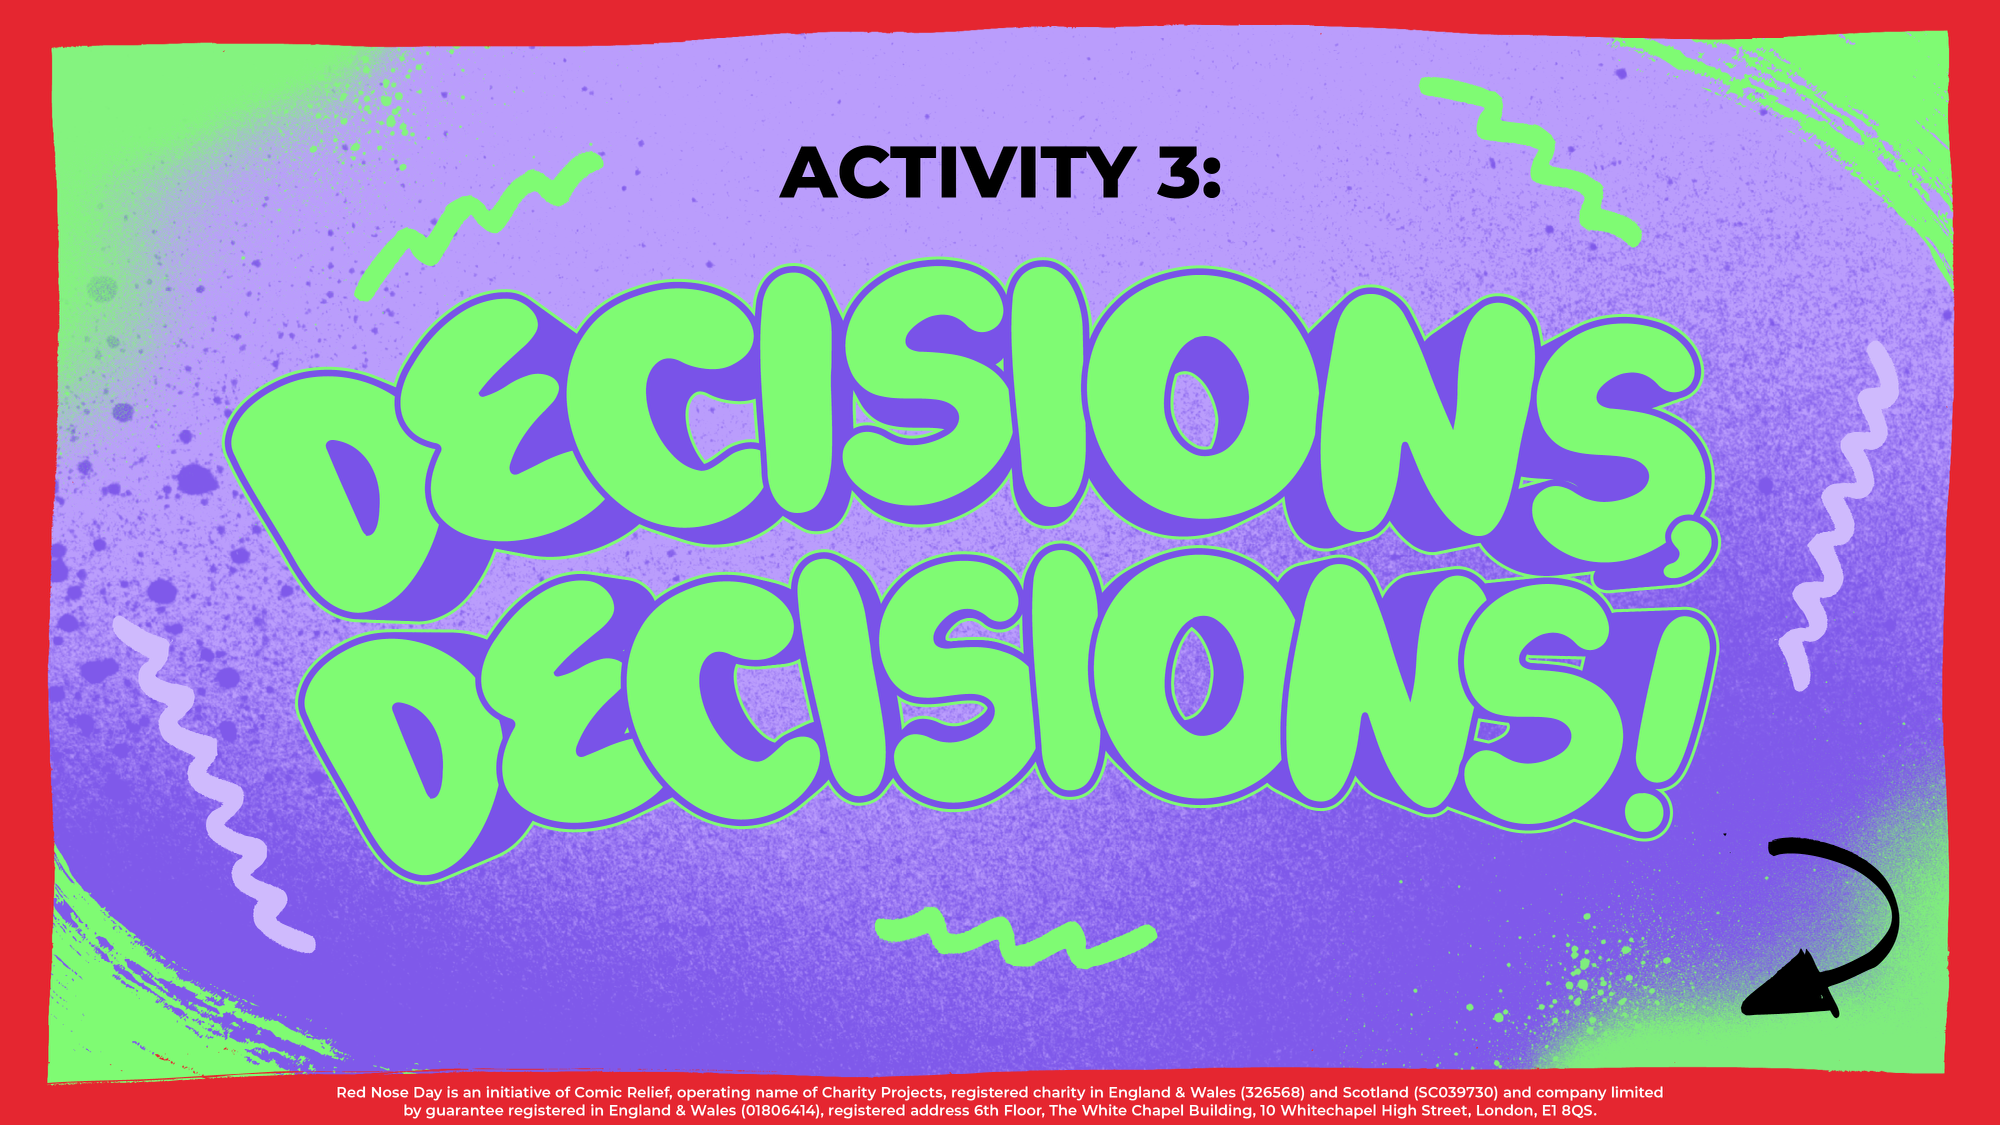 ACTIVITY 3:
DECISIONS,
DECISIONS!
Red Nose Day is an initiative of Comic Relief, operating name of Charity Projects, registered charity in England & Wales (326568) and Scotland (SC039730) and company limited
by guarantee registered in England & Wales (01806414), registered address 6th Floor, The White Chapel Building, 10 Whitechapel High Street, London, E1 8QS.